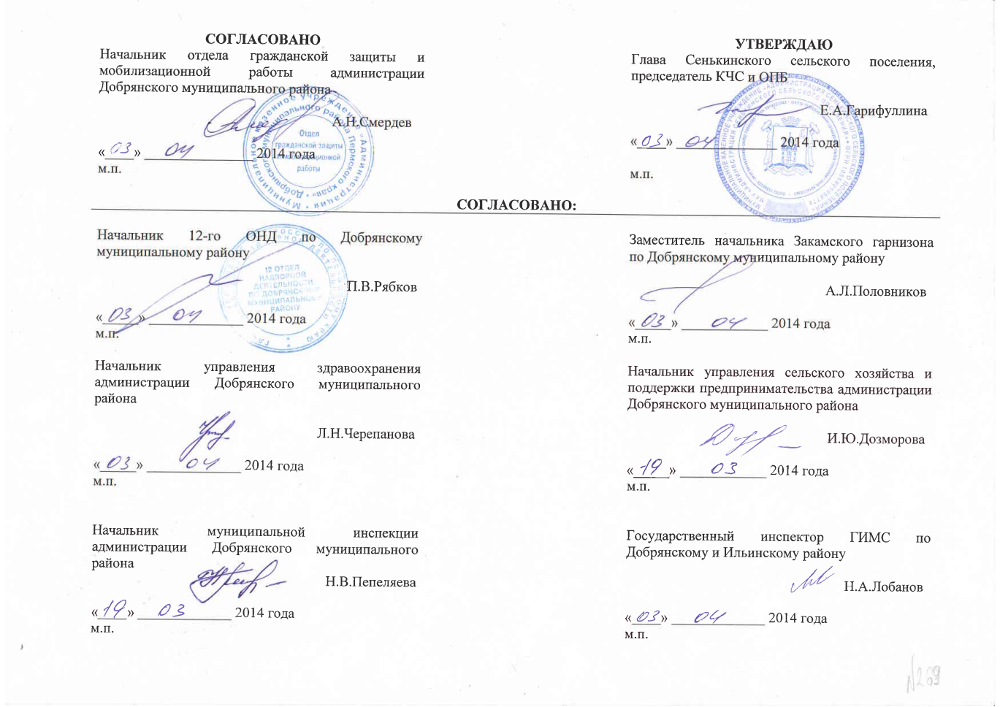 СОГЛАСОВАНО
Начальник отдела гражданской защиты и
мобилизационной работы администрации
Добрянского муниципального района
А.Н.Смердев
«03» 04 2014 года
м.п.
Отдел
гражданской защиты
и мобилизационной
работы
УТВЕРЖДАЮ
Глава Сенькинского сельского поселения,
председатель КЧС и ОПБ
Е.А.Гарифуллина
«03» 04 2014 года
м.п.
СОГЛАСОВАНО:
Начальник 12-го ОНД по Добрянскому
муниципальному району
П.В.Рябков
«03» 04 2014 года
м.п.
12 ОТДЕЛ
НАДЗОРНОЙ
ДЕЯТЕЛЬНОСТИ
ПО ДОБРЯНСКОМУ
МУНИЦИПАЛЬНОМУ
РАЙОНУ
Заместитель начальника Закамского гарнизона
по Добрянскому муниципальному району
А.Л.Половников
«03» 04 2014 года
м.п.
Начальник управления здравоохранения
администрации Добрянского муниципального
района
Л.Н.Черепанова
«03» 04 2014 года
м.п.
Начальник управления сельского хозяйства и
поддержки предпринимательства администрации
Добрянского муниципального района
И.Ю.Дозморова
«19» 03 2014 года
м.п.
Начальник муниципальной инспекции
администрации Добрянского муниципального
района
Н.В.Пепеляева
«19» 03 2014 года
м.п.
Государственный инспектор ГИМС по
Добрянскому и Ильинскому району
Н.А.Лобанов
«03» 04 2014 года
м.п.